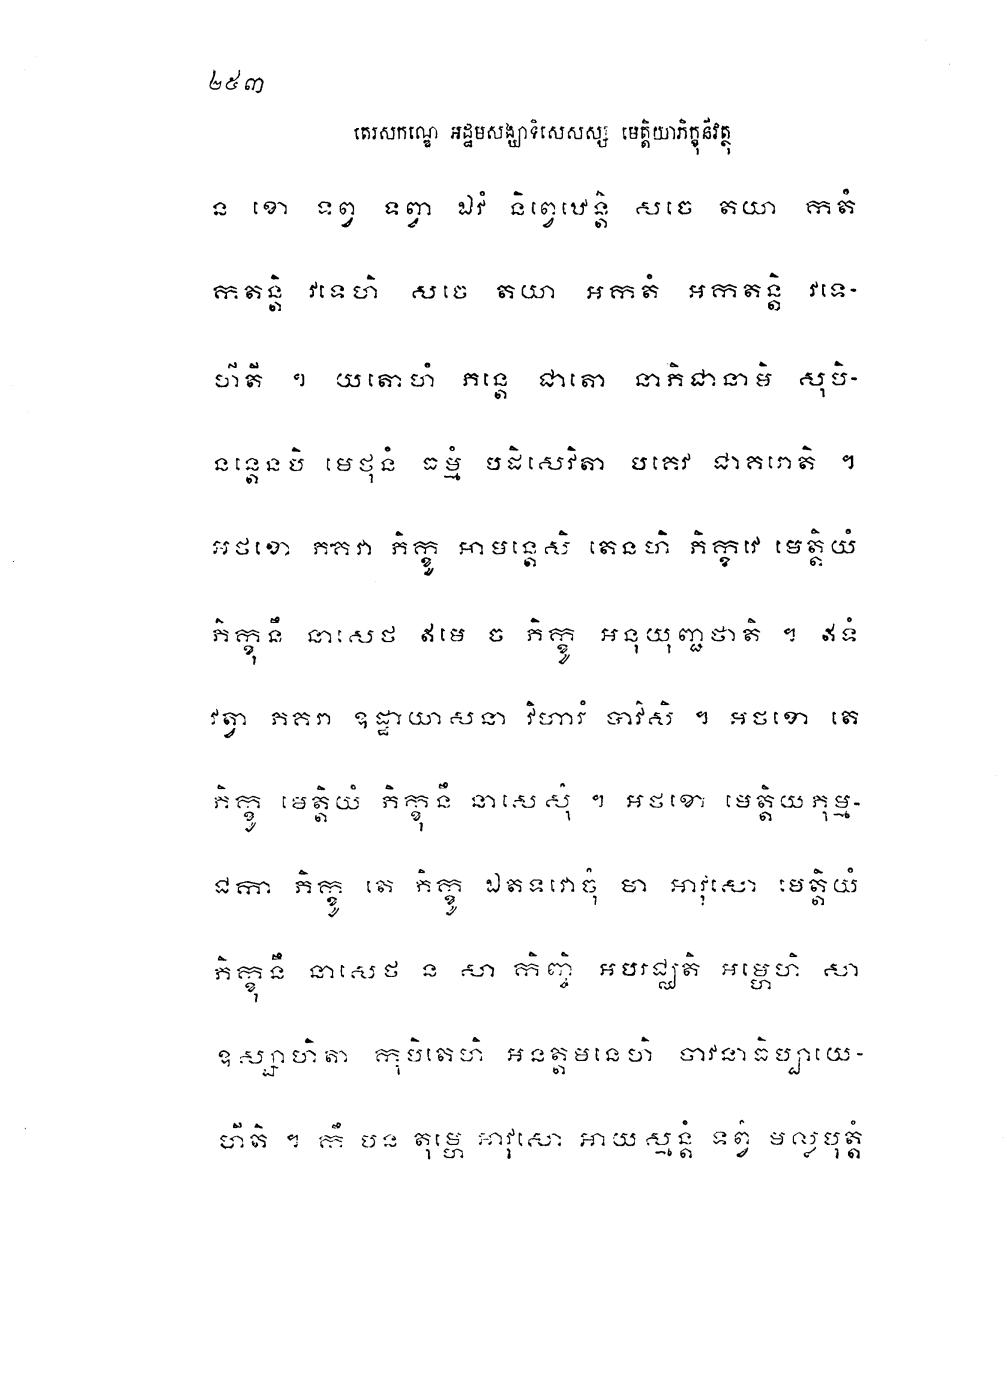 ២៥៣
តេរសកណ្ឌេ អដ្ឋមសង្ឃាទិសេសស្ស មេត្តិយាភិក្ខុនីវត្ថុ
ន ខោ ទព្វ ទព្វា ឯវំ និព្វេឋេន្តិ សចេ តយា កតំ
កតន្តិ វទេហិ សចេ តយា អកតំ អកតន្តិ វទេ-
ហីតិ ។ យតោហំ ភន្តេ ជាតោ នាភិជានាមិ សុបិ-
នន្តេនបិ មេថុនំ ធម្មំ បដិសេវិតា បគេវ ជាគរោតិ ។
អថខោ ភគវា ភិក្ខូ អាមន្តេសិ តេនហិ ភិក្ខវេ មេត្តិយំ
ភិក្ខុនឹ នាសេថ ឥមេ ច ភិក្ខូ អនុយុញ្ជថាតិ ។ ឥទំ
វត្វា ភគវា ឧដ្ឋាយាសនា វិហារំ បាវិសិ ។ អថខោ តេ
ភិក្ខូ មេត្តិយំ ភិក្ខុនឹ នាសេសុំ ។ អថខោ មេត្តិយភុម្ម-
ជកា ភិក្ខូ តេ ភិក្ខូ ឯតទវោចុំ មា អាវុសោ មេត្តិយំ
ភិក្ខុនឹ នាសេថ ន សា កិញ្ចិ អបរជ្ឈតិ អម្ហេហិ សា
ឧស្សាហិតា កុបិតេហិ អនត្តមនេហិ ចាវនាធិប្បាយេ-
ហីតិ ។ កឹ បន តុម្ហេ អាវុសោ អាយស្មន្តំ ទព្វំ មល្លបុត្តំ